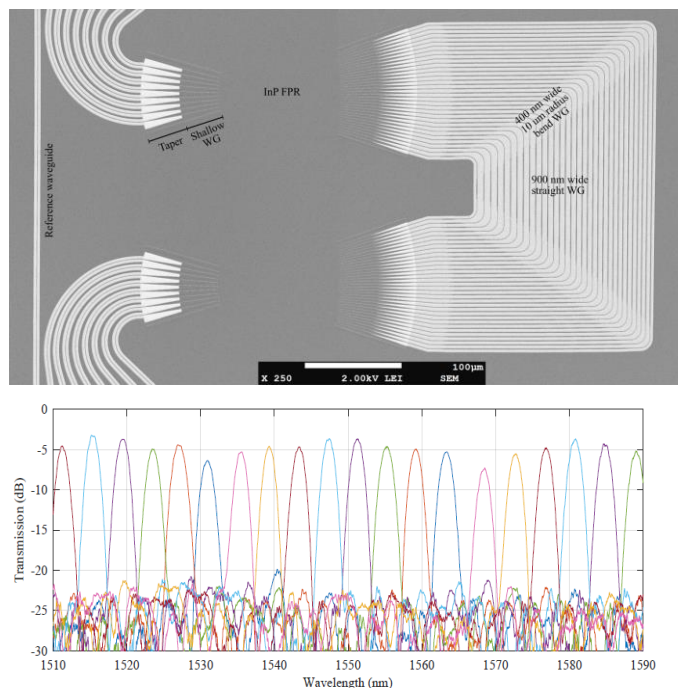 Reference waveguide
Taper
Shallow
WG
InP FPR
400 nm wide
10 um radius
bend WG
900 nm wide
straight WG
100μm
X 250 2.00kV LEI SEM
0
-5
-10
-15
-20
-25
-30
Transmission (dB)
1510 1520 1530 1540 1550 1560 1570 1580 1590
Wavelength (nm)